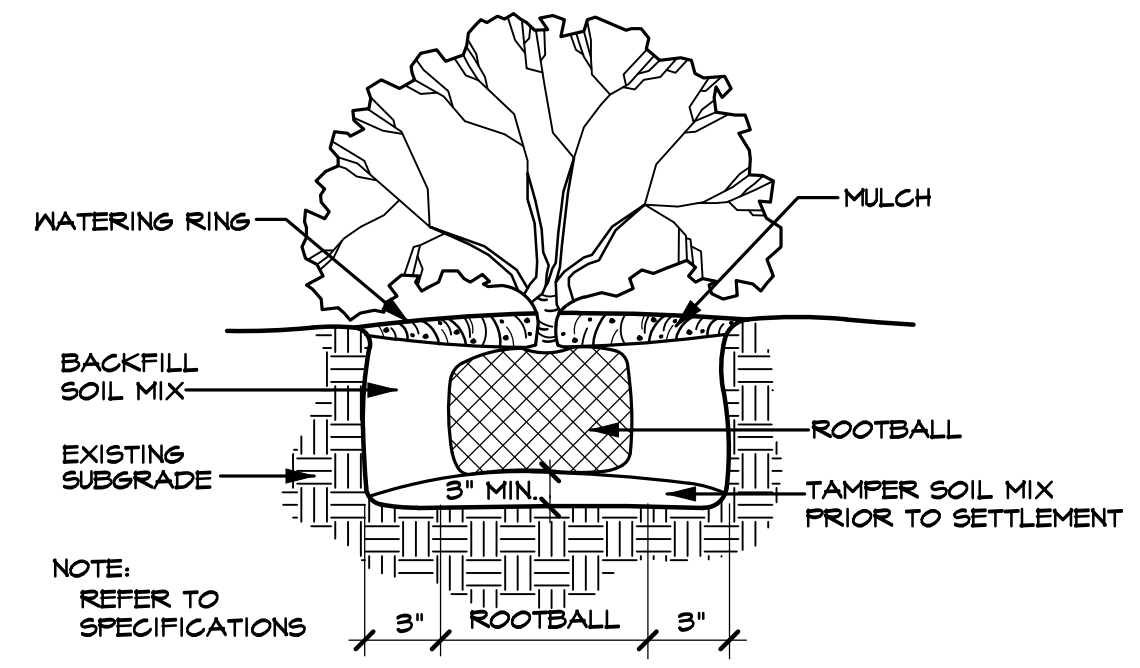 WATERING RING
MULCH
BACKFILL
SOIL MIX
ROOTBALL
EXISTING
SUBGRADE
3" MIN.
TAMPER SOIL MIX
PRIOR TO SETTLEMENT
NOTE:
REFER TO
SPECIFICATIONS
3"
ROOTBALL
3"